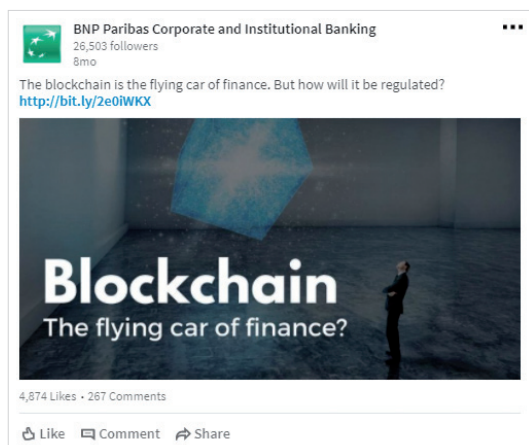 BNP Paribas Corporate and Institutional Banking
26,503 followers
8mo
The blockchain is the flying car of finance. But how will it be regulated?
http://bit.ly/2e0iWKX
Blockchain
The flying car of finance?
4,874 Likes • 267 Comments
Like Comment Share